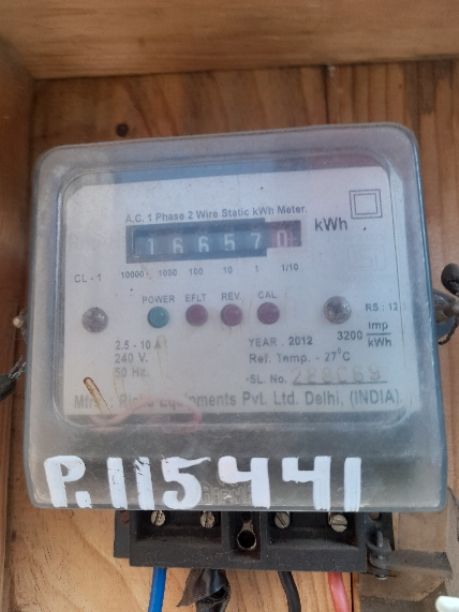 A.C. 1 Phase 2 Wire Static kWh Meter.
166570 kWh
CL - 1 10000 1000 100 10 1 1/10
POWER EFLT REV. CAL
RS : 12
2.5 - 10 A YEAR . 2012 3200 imp/kWh
240 V. Ref. Temp. - 27°C
50 Hz. SL. No.
Equipments Pvt. Ltd. Delhi, (INDIA)
P.115441